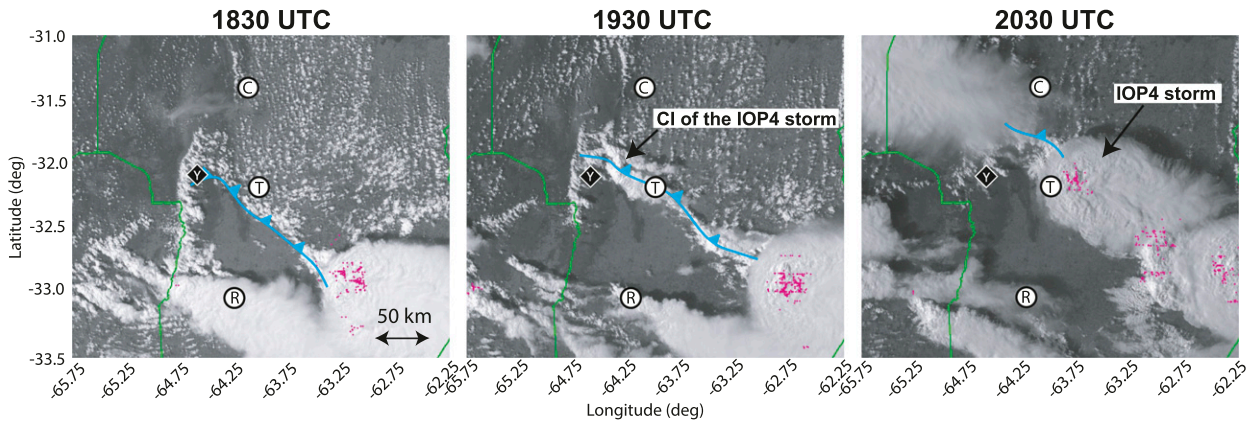 1830 UTC
1930 UTC
2030 UTC
Latitude (deg)
-31.0
-31.5
-32.0
-32.5
-33.0
-33.5
C
Y
T
R
50 km
C
CI of the IOP4 storm
Y
T
R
C
IOP4 storm
Y
T
R
-65.75
-65.25
-64.75
-64.25
-63.75
-63.25
-62.75
-62.25
-65.75
-65.25
-64.75
-64.25
-63.75
-63.25
-62.75
-62.25
-65.75
-65.25
-64.75
-64.25
-63.75
-63.25
-62.75
-62.25
Longitude (deg)